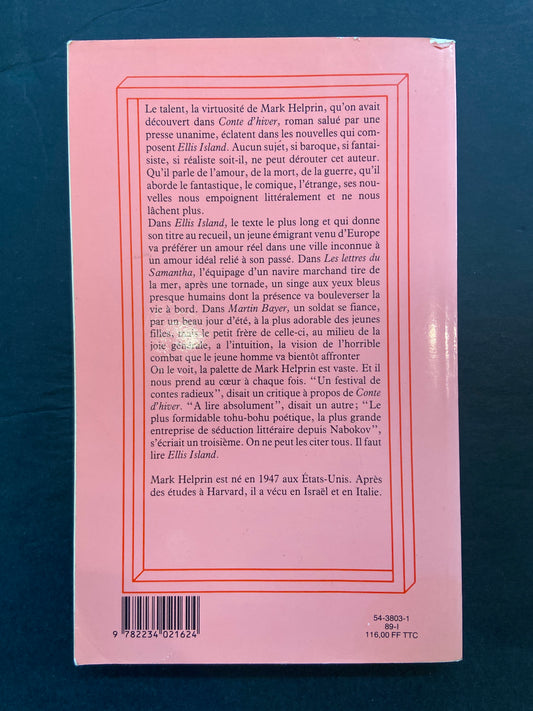 Le talent, la virtuosité de Mark Helprin, qu'on avait
découvert dans Conte d'hiver, roman salué par une
presse unanime, éclatent dans les nouvelles qui com-
posent Ellis Island. Aucun sujet, si baroque, si fantai-
siste, si réaliste soit-il, ne peut dérouter cet auteur.
Qu'il parle de l'amour, de la mort, de la guerre, qu'il
aborde le fantastique, le comique, l'étrange, ses nou-
velles nous empoignent littéralement et ne nous
lâchent plus.
Dans Ellis Island, le texte le plus long et qui donne
son titre au recueil, un jeune émigrant venu d'Europe
va préférer un amour réel dans une ville inconnue à
un amour idéal relié à son passé. Dans Les lettres du
Samantha, l'équipage d'un navire marchand tire de
la mer, après une tornade, un singe aux yeux bleus
presque humains dont la présence va bouleverser la
vie à bord. Dans Martin Bayer, un soldat se fiance,
par un beau jour d'été, à la plus adorable des jeunes
filles, mais le petit frère de celle-ci, au milieu de la
joie générale, a l'intuition, la vision de l'horrible
combat que le jeune homme va bientôt affronter
On le voit, la palette de Mark Helprin est vaste. Et il
nous prend au cœur à chaque fois. "Un festival de
contes radieux", disait un critique à propos de Conte
d'hiver. "A lire absolument", disait un autre; "Le
plus formidable tohu-bohu poétique, la plus grande
entreprise de séduction littéraire depuis Nabokov",
s'écriait un troisième. On ne peut les citer tous. Il faut
lire Ellis Island.
Mark Helprin est né en 1947 aux États-Unis. Après
des études à Harvard, il a vécu en Israël et en Italie.
9 782234 021624
54-3803-1
89-I
116,00 FF TTC